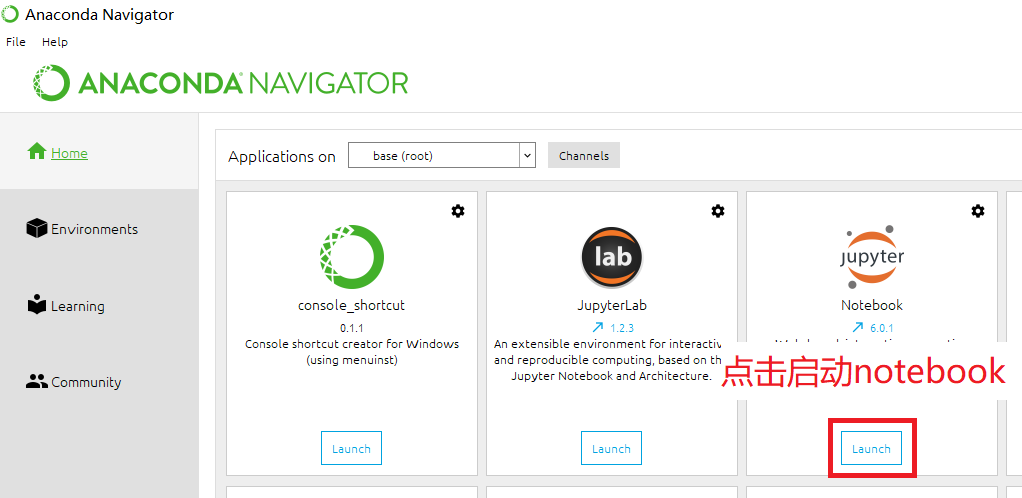 Anaconda Navigator
File Help
ANACONDA NAVIGATOR
Home
Environments
Learning
Community
Applications on base (root) Channels
console_shortcut
0.1.1
Console shortcut creator for Windows
(using menuinst)
Launch
lab
JupyterLab
1.2.3
An extensible environment for interactiv
and reproducible computing, based on th
Jupyter Notebook and Architecture.
Launch
jupyter
Notebook
6.0.1
点击启动notebook
Launch